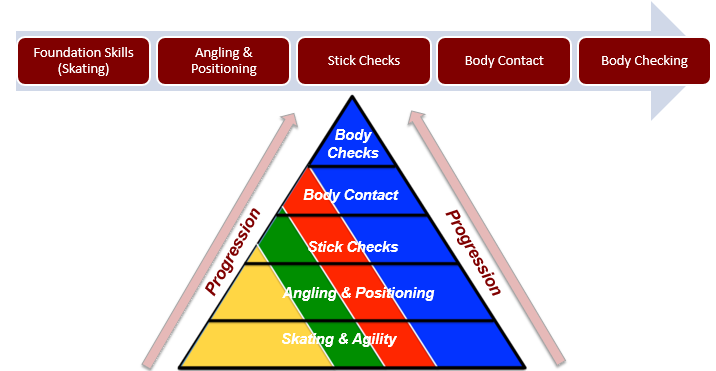 Foundation Skills
(Skating)
Angling &
Positioning
Stick Checks
Body Contact
Body Checking
Body
Checks
Body Contact
Stick Checks
Angling & Positioning
Skating & Agility
Progression
Progression